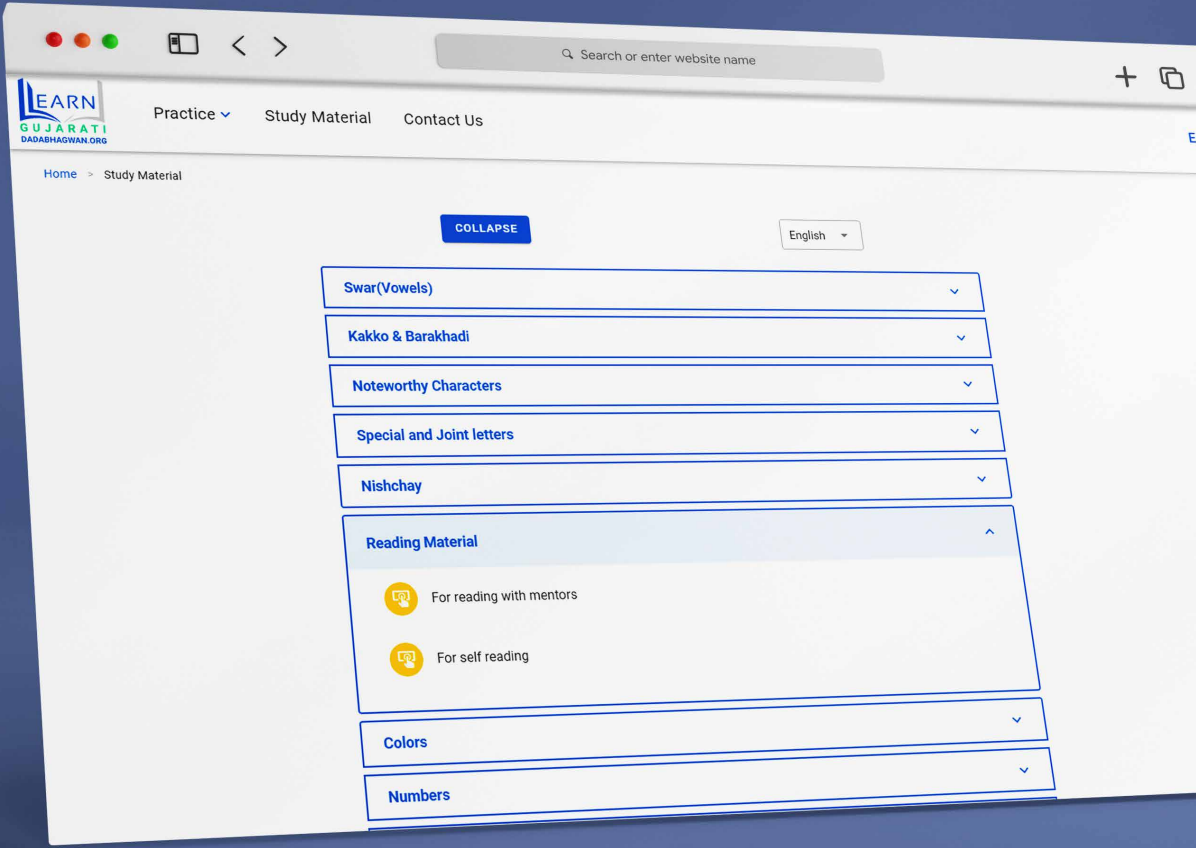 Search or enter website name
LEARN
GUJARATI
DADABHAGWAN.ORG
Practice Study Material Contact Us
E
Home > Study Material
COLLAPSE
English
Swar(Vowels)
Kakko & Barakhadi
Noteworthy Characters
Special and Joint letters
Nishchay
Reading Material
For reading with mentors
For self reading
Colors
Numbers